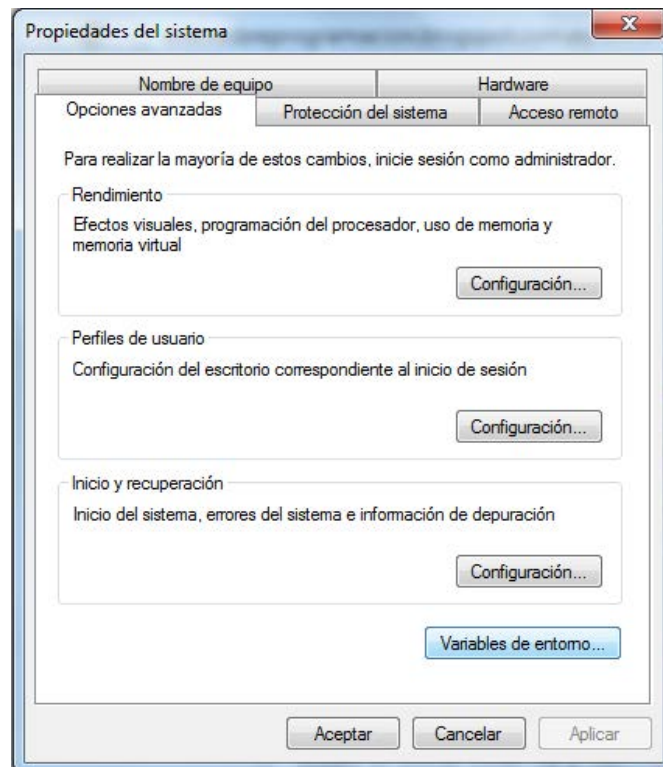 Propiedades del sistema
Nombre de equipo
Hardware
Opciones avanzadas
Protección del sistema
Acceso remoto
Para realizar la mayoría de estos cambios, inicie sesión como administrador.
Rendimiento
Efectos visuales, programación del procesador, uso de memoria y
memoria virtual
Configuración...
Perfiles de usuario
Configuración del escritorio correspondiente al inicio de sesión
Configuración...
Inicio y recuperación
Inicio del sistema, errores del sistema e información de depuración
Configuración...
Variables de entorno...
Aceptar
Cancelar
Aplicar